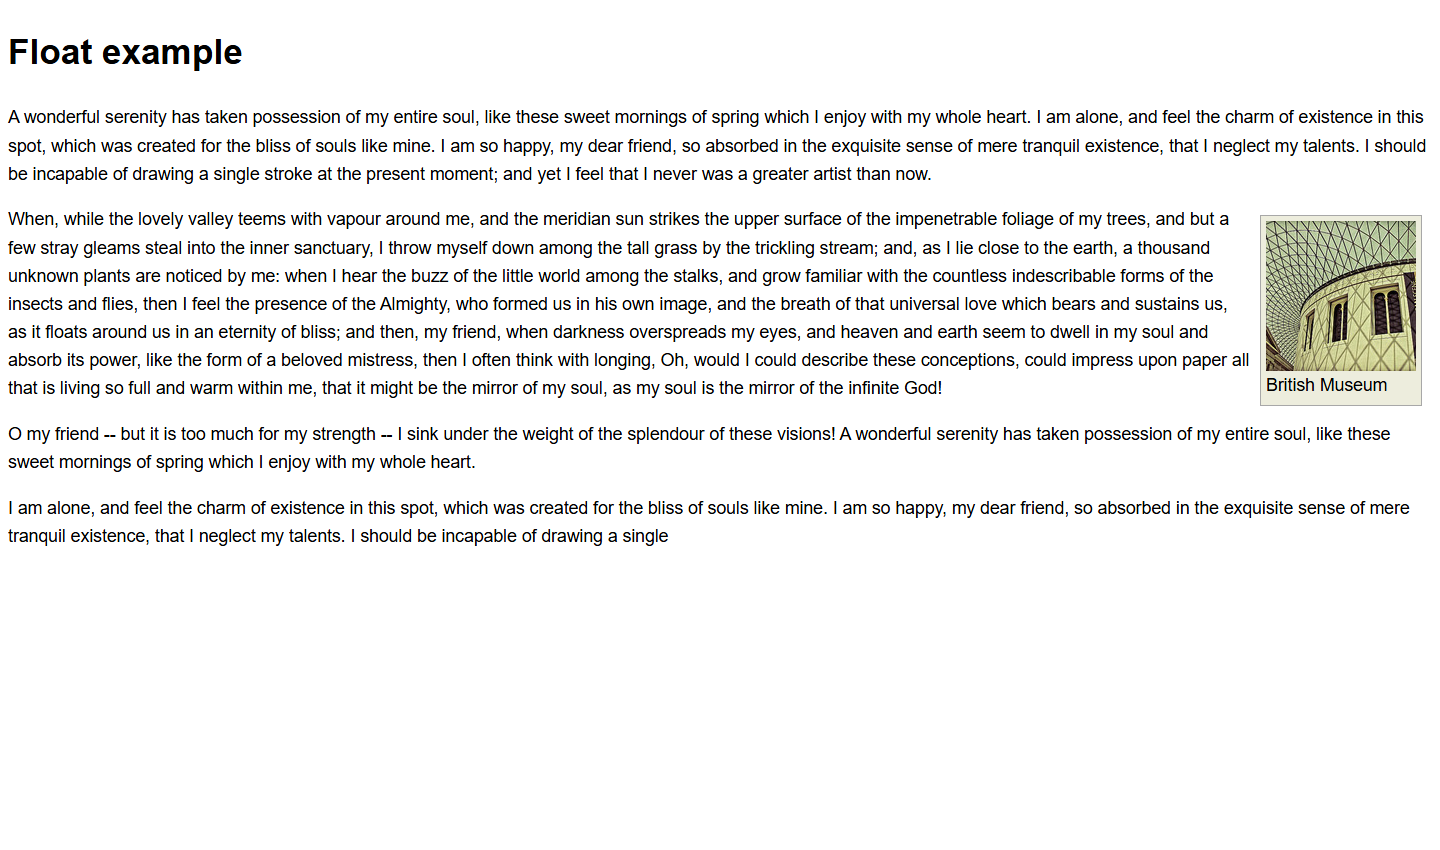 Float example
A wonderful serenity has taken possession of my entire soul, like these sweet mornings of spring which I enjoy with my whole heart. I am alone, and feel the charm of existence in this
spot, which was created for the bliss of souls like mine. I am so happy, my dear friend, so absorbed in the exquisite sense of mere tranquil existence, that I neglect my talents. I should
be incapable of drawing a single stroke at the present moment; and yet I feel that I never was a greater artist than now.
When, while the lovely valley teems with vapour around me, and the meridian sun strikes the upper surface of the impenetrable foliage of my trees, and but a
few stray gleams steal into the inner sanctuary, I throw myself down among the tall grass by the trickling stream; and, as I lie close to the earth, a thousand
unknown plants are noticed by me: when I hear the buzz of the little world among the stalks, and grow familiar with the countless indescribable forms of the
insects and flies, then I feel the presence of the Almighty, who formed us in his own image, and the breath of that universal love which bears and sustains us,
as it floats around us in an eternity of bliss; and then, my friend, when darkness overspreads my eyes, and heaven and earth seem to dwell in my soul and
absorb its power, like the form of a beloved mistress, then I often think with longing, Oh, would I could describe these conceptions, could impress upon paper all
that is living so full and warm within me, that it might be the mirror of my soul, as my soul is the mirror of the infinite God!
British Museum
O my friend -- but it is too much for my strength -- I sink under the weight of the splendour of these visions! A wonderful serenity has taken possession of my entire soul, like these
sweet mornings of spring which I enjoy with my whole heart.
I am alone, and feel the charm of existence in this spot, which was created for the bliss of souls like mine. I am so happy, my dear friend, so absorbed in the exquisite sense of mere
tranquil existence, that I neglect my talents. I should be incapable of drawing a single